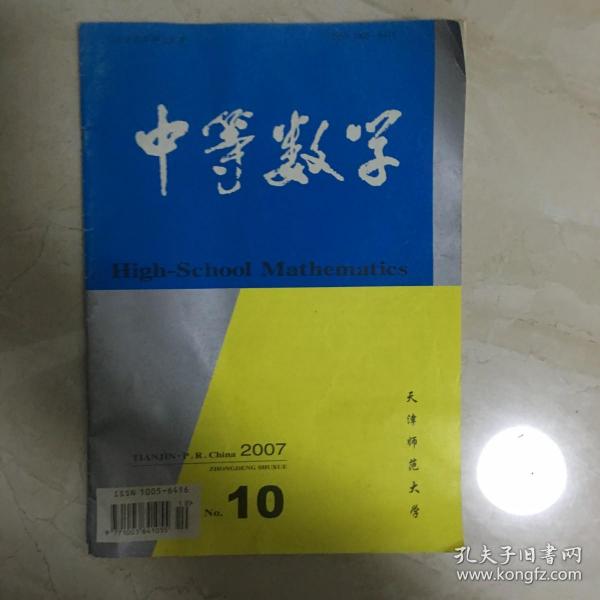 中等数学
High-School Mathematics
天津师范大学
TIANJIN·P.R.China 2007
ZHONGDENG SHUXUE
ISSN 1005-6416
No. 10
孔夫子旧书网
www.kongfz.com